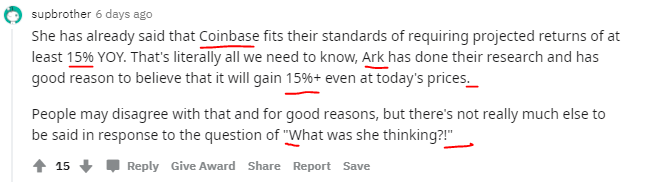 supbrother 6 days ago
She has already said that Coinbase fits their standards of requiring projected returns of at
least 15% YOY. That's literally all we need to know, Ark has done their research and has
good reason to believe that it will gain 15%+ even at today's prices.
People may disagree with that and for good reasons, but there's not really much else to
be said in response to the question of "What was she thinking?!"
15 Reply Give Award Share Report Save